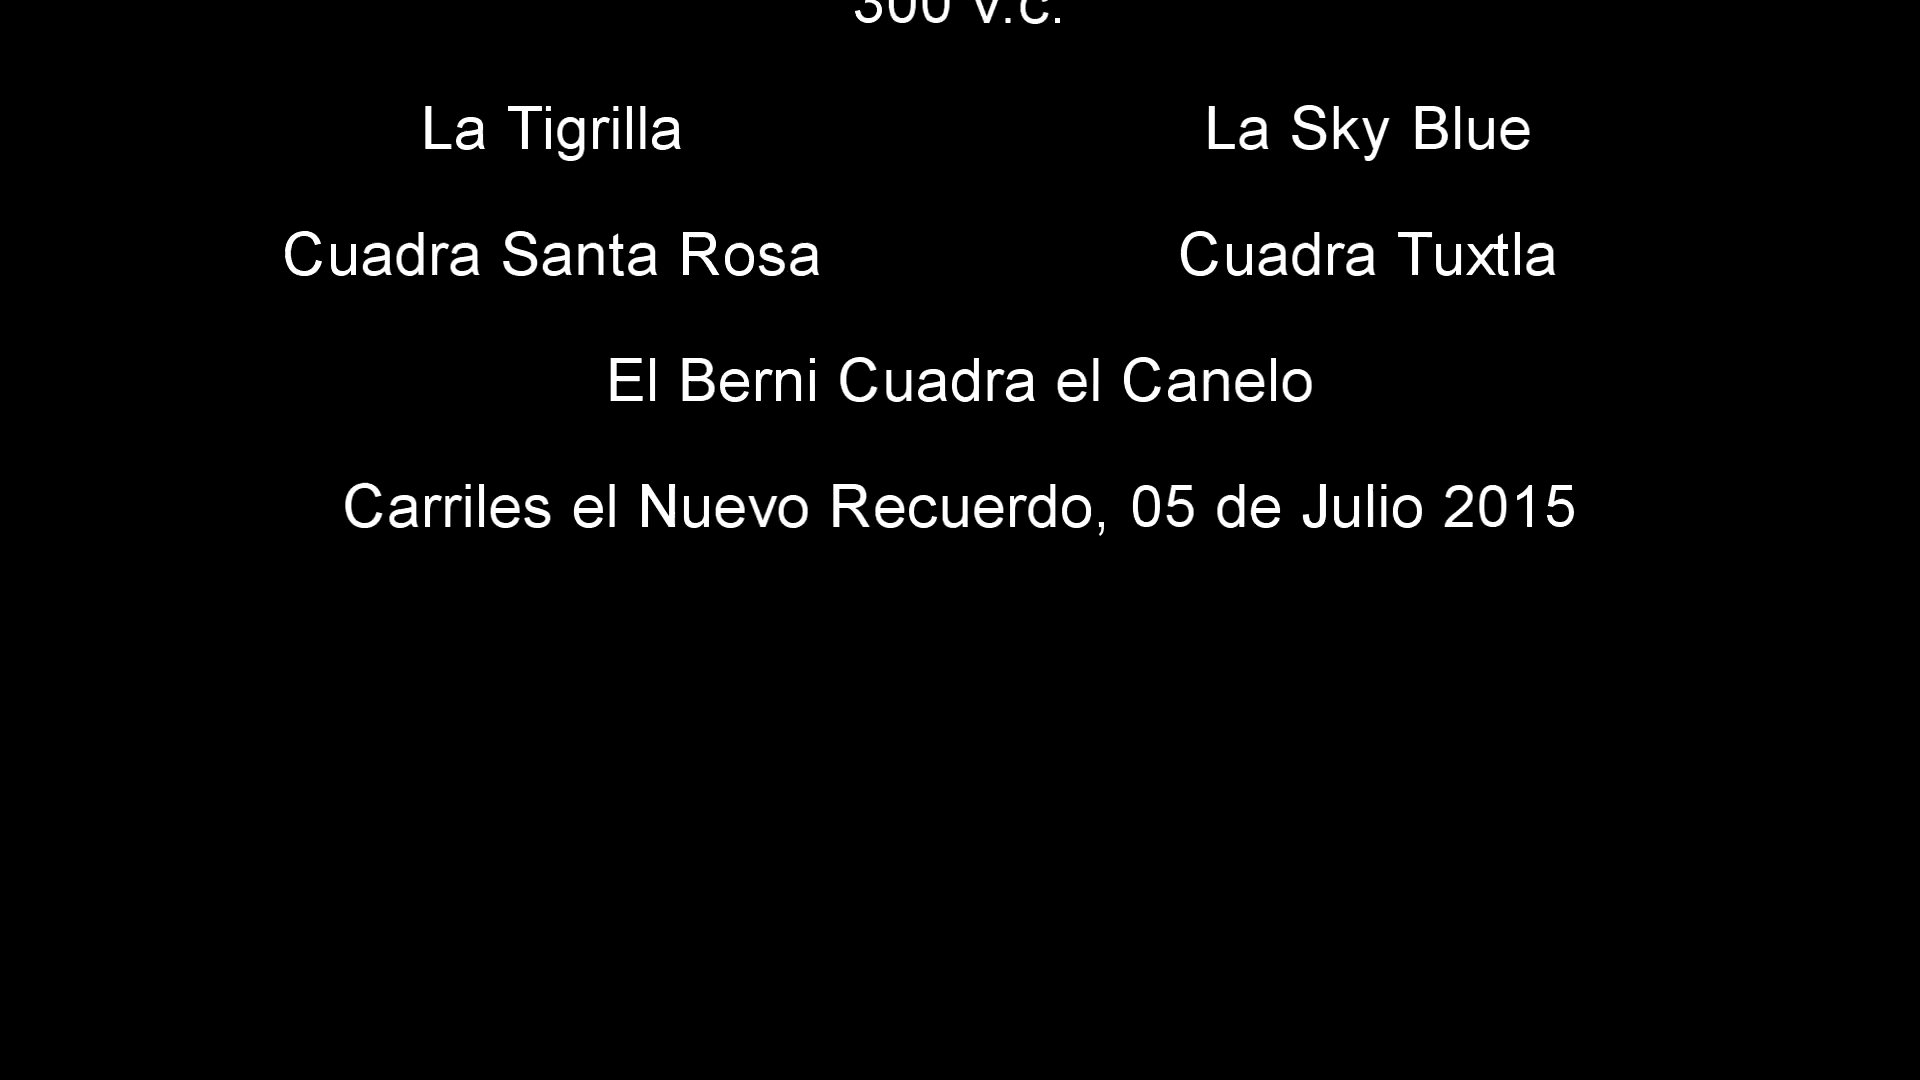 300 v.c.
La Tigrilla La Sky Blue
Cuadra Santa Rosa Cuadra Tuxtla
El Berni Cuadra el Canelo
Carriles el Nuevo Recuerdo, 05 de Julio 2015